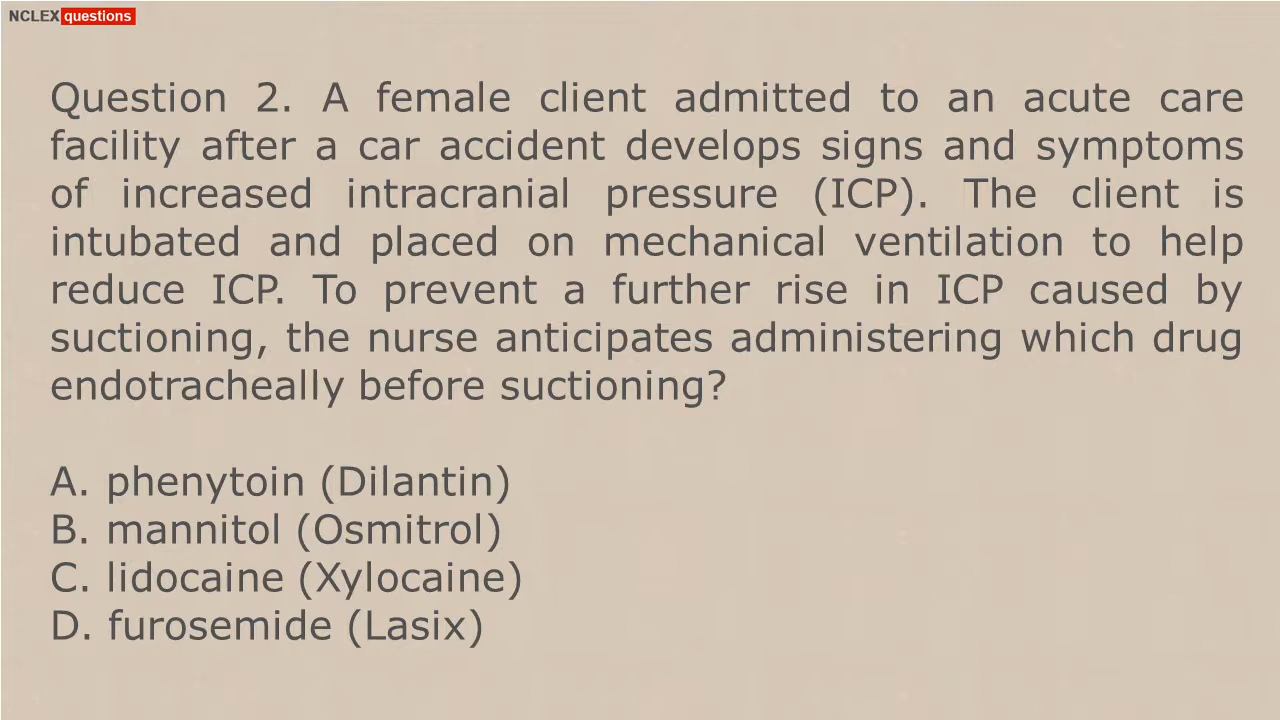 NCLEX questions
Question 2. A female client admitted to an acute care
facility after a car accident develops signs and symptoms
of increased intracranial pressure (ICP). The client is
intubated and placed on mechanical ventilation to help
reduce ICP. To prevent a further rise in ICP caused by
suctioning, the nurse anticipates administering which drug
endotracheally before suctioning?
A. phenytoin (Dilantin)
B. mannitol (Osmitrol)
C. lidocaine (Xylocaine)
D. furosemide (Lasix)